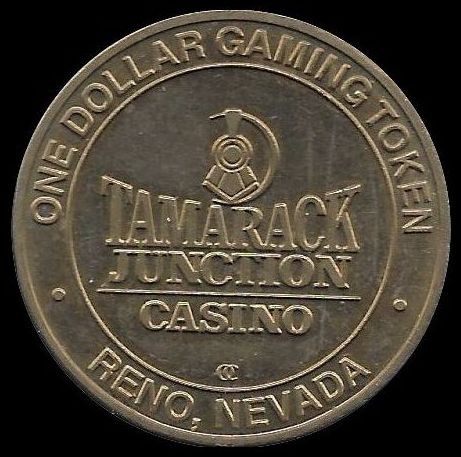 ONE DOLLAR GAMING TOKEN
TAMARACK
JUNCTION
CASINO
CC
RENO, NEVADA